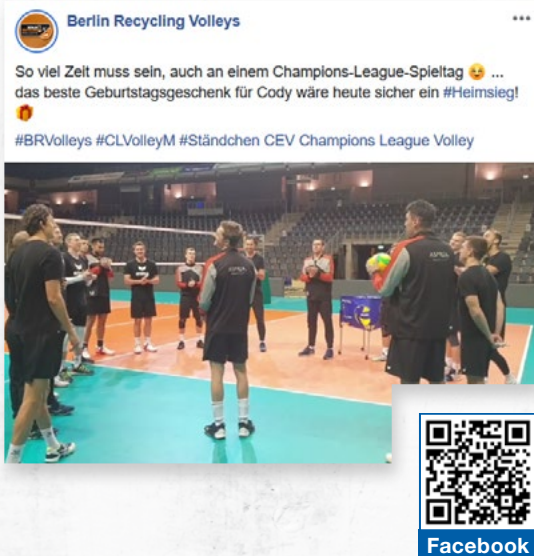 Berlin Recycling Volleys
So viel Zeit muss sein, auch an einem Champions-League-Spieltag 😉 ...
das beste Geburtstagsgeschenk für Cody wäre heute sicher ein #Heimsieg!
🎁
#BRVolleys #CLVolleyM #Ständchen CEV Champions League Volley
Facebook